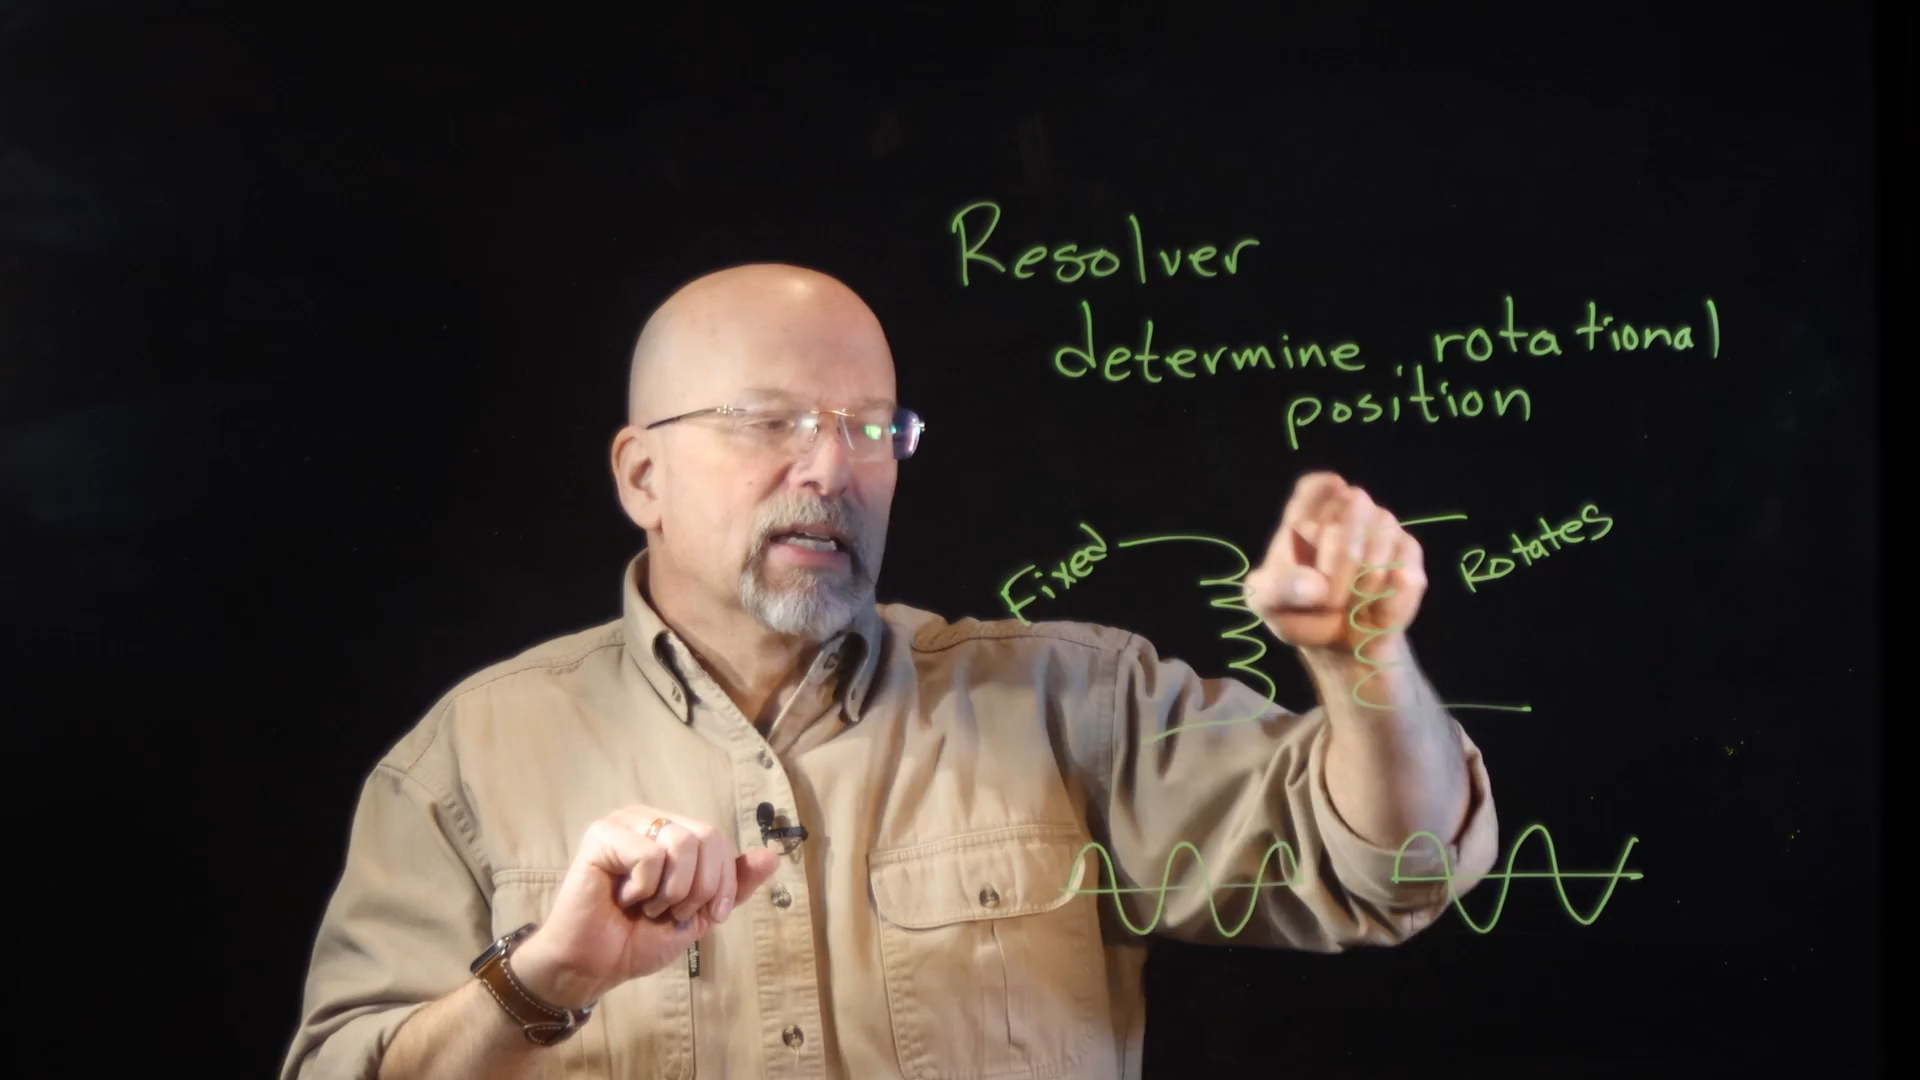 Resolver
determine rotational
position
Fixed
Rotates